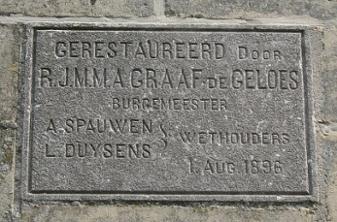 GERESTAUREERD DOOR
R.J.M.M.A GRAAF DE GELOES
BURGEMEESTER
A. SPAUWEN & WETHOUDERS
L. DUYSENS
1. AUG. 1896